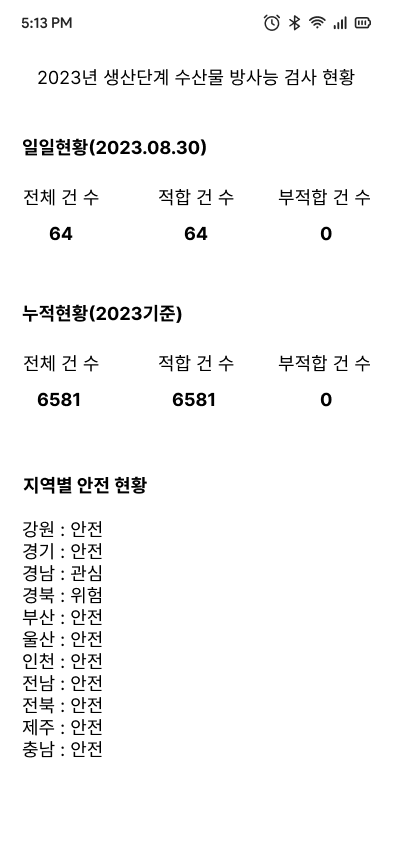 5:13 PM
2023년 생산단계 수산물 방사능 검사 현황
일일현황(2023.08.30)
전체 건 수 적합 건 수 부적합 건 수
64 64 0
누적현황(2023기준)
전체 건 수 적합 건 수 부적합 건 수
6581 6581 0
지역별 안전 현황
강원 : 안전
경기 : 안전
경남 : 관심
경북 : 위험
부산 : 안전
울산 : 안전
인천 : 안전
전남 : 안전
전북 : 안전
제주 : 안전
충남 : 안전